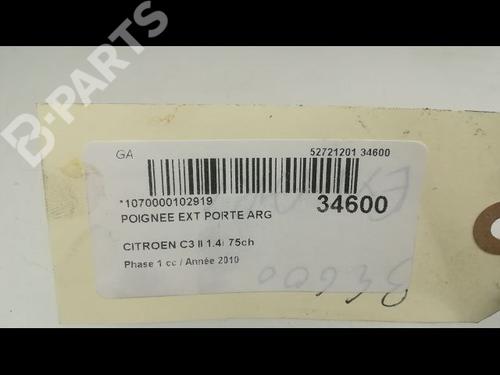 B-PARTS
GA
52721201 34600
*1070000102919
34600
POIGNEE EXT PORTE ARG
CITROEN C3 II 1.4i 75ch
Phase 1 cc / Année 2010
34600